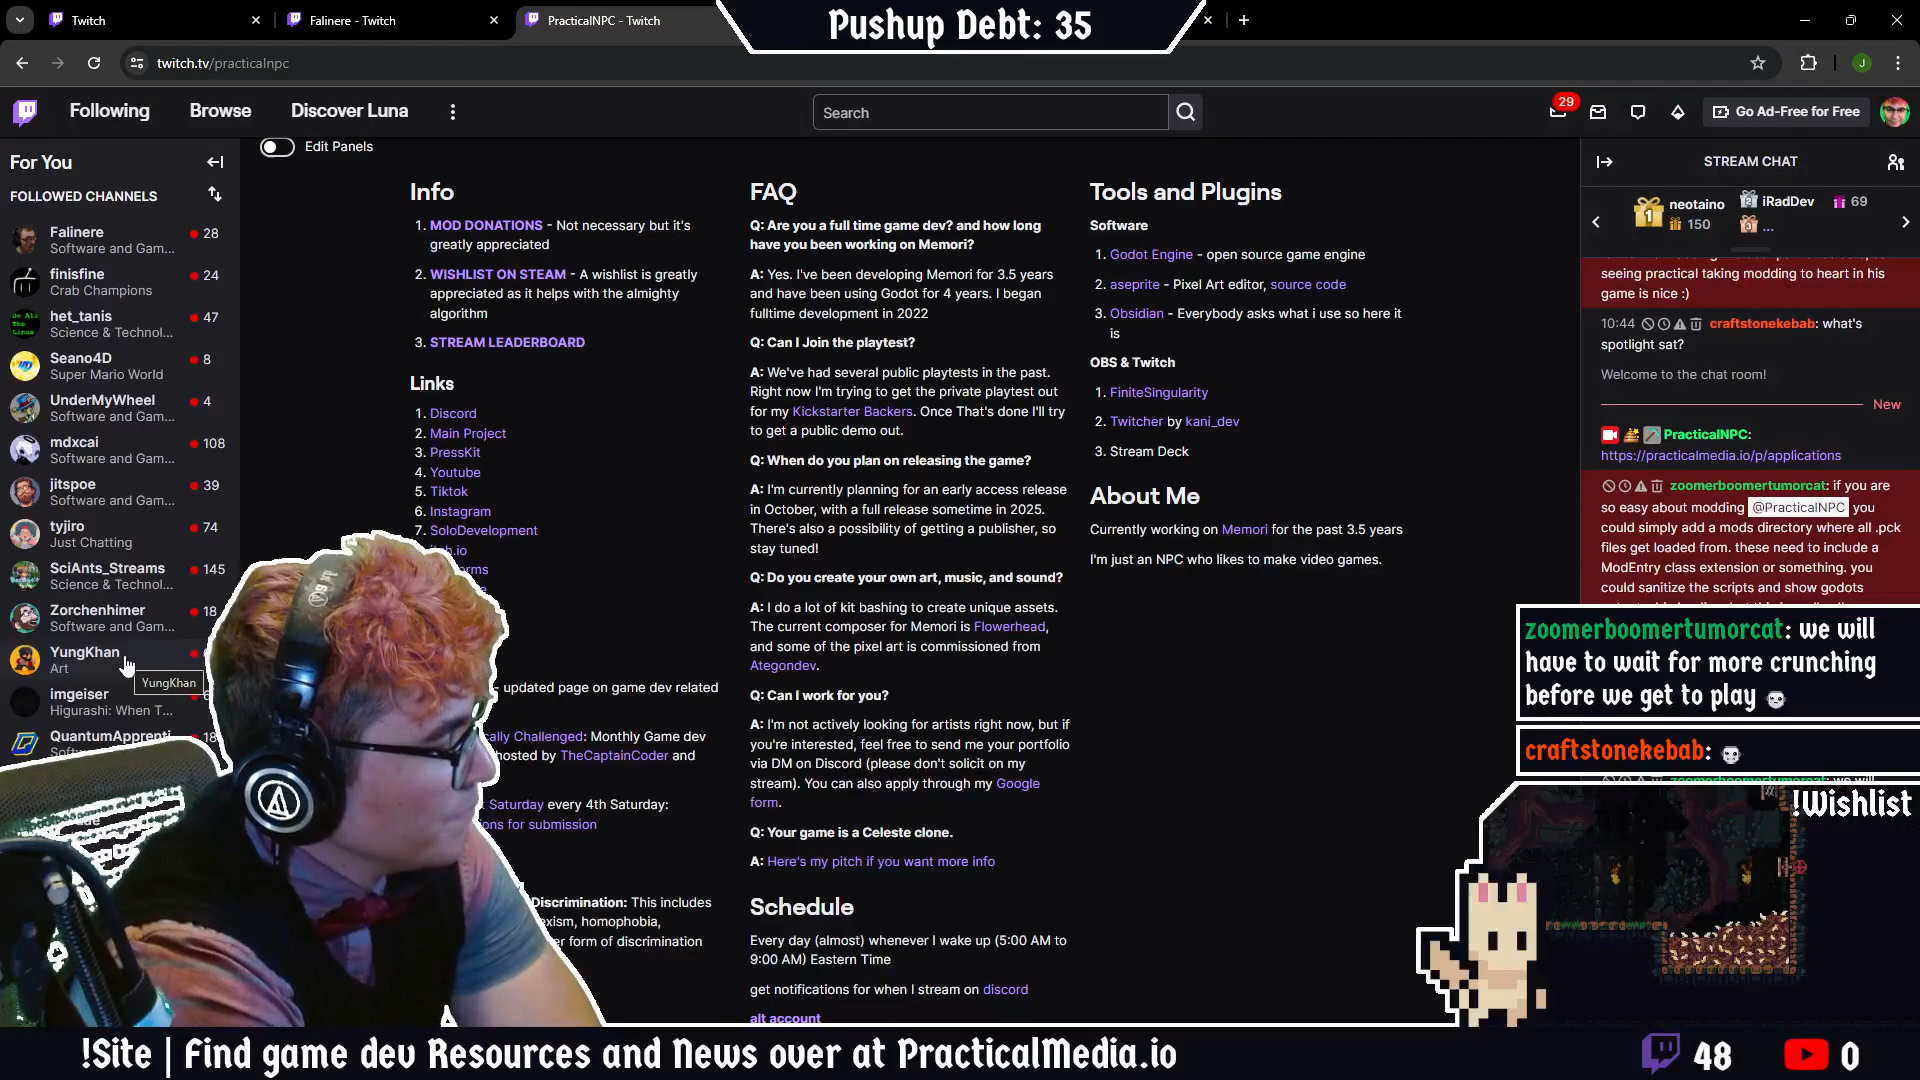 Twitch
Falinere - Twitch
PracticalNPC - Twitch
Pushup Debt: 35
twitch.tv/practicalnpc
J
Following
Browse
Discover Luna
Search
29
Go Ad-Free for Free
For You
FOLLOWED CHANNELS
Falinere
28
Software and Gam...
finisfine
24
Crab Champions
het_tanis
47
Science & Technol...
Seano4D
8
Super Mario World
UnderMyWheel
4
Software and Gam...
mdxcai
108
Software and Gam...
jitspoe
39
Software and Gam...
tyjiro
74
Just Chatting
SciAnts_Streams
145
Science & Technol...
Zorchenhimer
18
Software and Gam...
YungKhan
Art
YungKhan
imgeiser
Higurashi: When T...
QuantumApprenti
18
Edit Panels
Info
1. MOD DONATIONS - Not necessary but it's
greatly appreciated
2. WISHLIST ON STEAM - A wishlist is greatly
appreciated as it helps with the almighty
algorithm
3. STREAM LEADERBOARD
Links
1. Discord
2. Main Project
3. PressKit
4. Youtube
5. Tiktok
6. Instagram
7. SoloDevelopment
- updated page on game dev related
cally Challenged: Monthly Game dev
hosted by TheCaptainCoder and
Saturday every 4th Saturday:
ons for submission
Discrimination: This includes
exism, homophobia,
er form of discrimination
FAQ
Q: Are you a full time game dev? and how long
have you been working on Memori?
A: Yes. I've been developing Memori for 3.5 years
and have been using Godot for 4 years. I began
fulltime development in 2022
Q: Can I Join the playtest?
A: We've had several public playtests in the past.
Right now I'm trying to get the private playtest out
for my Kickstarter Backers. Once That's done I'll try
to get a public demo out.
Q: When do you plan on releasing the game?
A: I'm currently planning for an early access release
in October, with a full release sometime in 2025.
There's also a possibility of getting a publisher, so
stay tuned!
Q: Do you create your own art, music, and sound?
A: I do a lot of kit bashing to create unique assets.
The current composer for Memori is Flowerhead,
and some of the pixel art is commissioned from
Ategondev.
Q: Can I work for you?
A: I'm not actively looking for artists right now, but if
you're interested, feel free to send me your portfolio
via DM on Discord (please don't solicit on my
stream). You can also apply through my Google
form.
Q: Your game is a Celeste clone.
A: Here's my pitch if you want more info
Schedule
Every day (almost) whenever I wake up (5:00 AM to
9:00 AM) Eastern Time
get notifications for when I stream on discord
alt account
Tools and Plugins
Software
1. Godot Engine - open source game engine
2. aseprite - Pixel Art editor, source code
3. Obsidian - Everybody asks what i use so here it
is
OBS & Twitch
1. FiniteSingularity
2. Twitcher by kani_dev
3. Stream Deck
About Me
Currently working on Memori for the past 3.5 years
I'm just an NPC who likes to make video games.
STREAM CHAT
1 neotaino
150
2 iRadDev
69
3 ...
seeing practical taking modding to heart in his
game is nice :)
10:44 craftstonekebab: what's
spotlight sat?
Welcome to the chat room!
New
PracticalNPC:
https://practicalmedia.io/p/applications
zoomerboomertumorcat: if you are
so easy about modding @PracticalNPC you
could simply add a mods directory where all .pck
files get loaded from. these need to include a
ModEntry class extension or something. you
could sanitize the scripts and show godots
zoomerboomertumorcat: we will
have to wait for more crunching
before we get to play
craftstonekebab:
!Wishlist
!Site | Find game dev Resources and News over at PracticalMedia.io
48
0